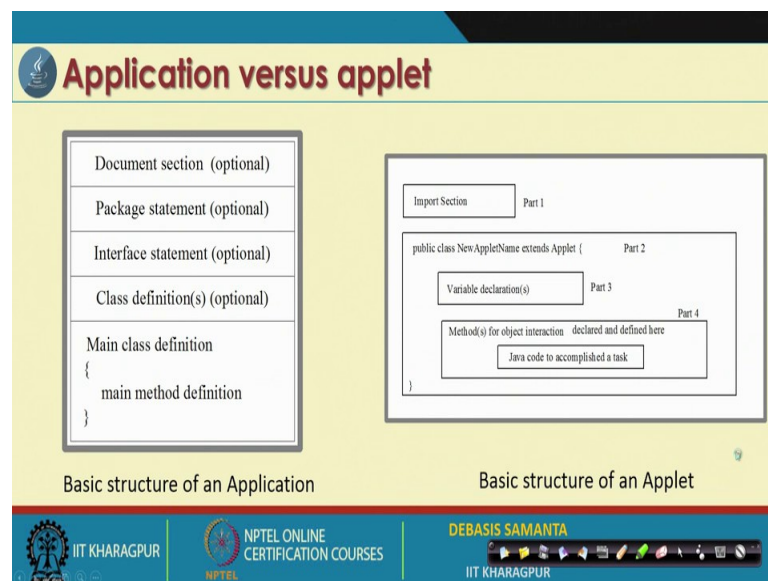 Application versus applet
Document section (optional)
Package statement (optional)
Interface statement (optional)
Class definition(s) (optional)
Main class definition
{
main method definition
}
Basic structure of an Application
Import Section
Part 1
public class NewAppletName extends Applet { Part 2
Variable declaration(s)
Part 3
Part 4
Method(s) for object interaction declared and defined here
Java code to accomplished a task
}
Basic structure of an Applet
IIT KHARAGPUR
NPTEL
NPTEL ONLINE
CERTIFICATION COURSES
DEBASIS SAMANTA
IIT KHARAGPUR